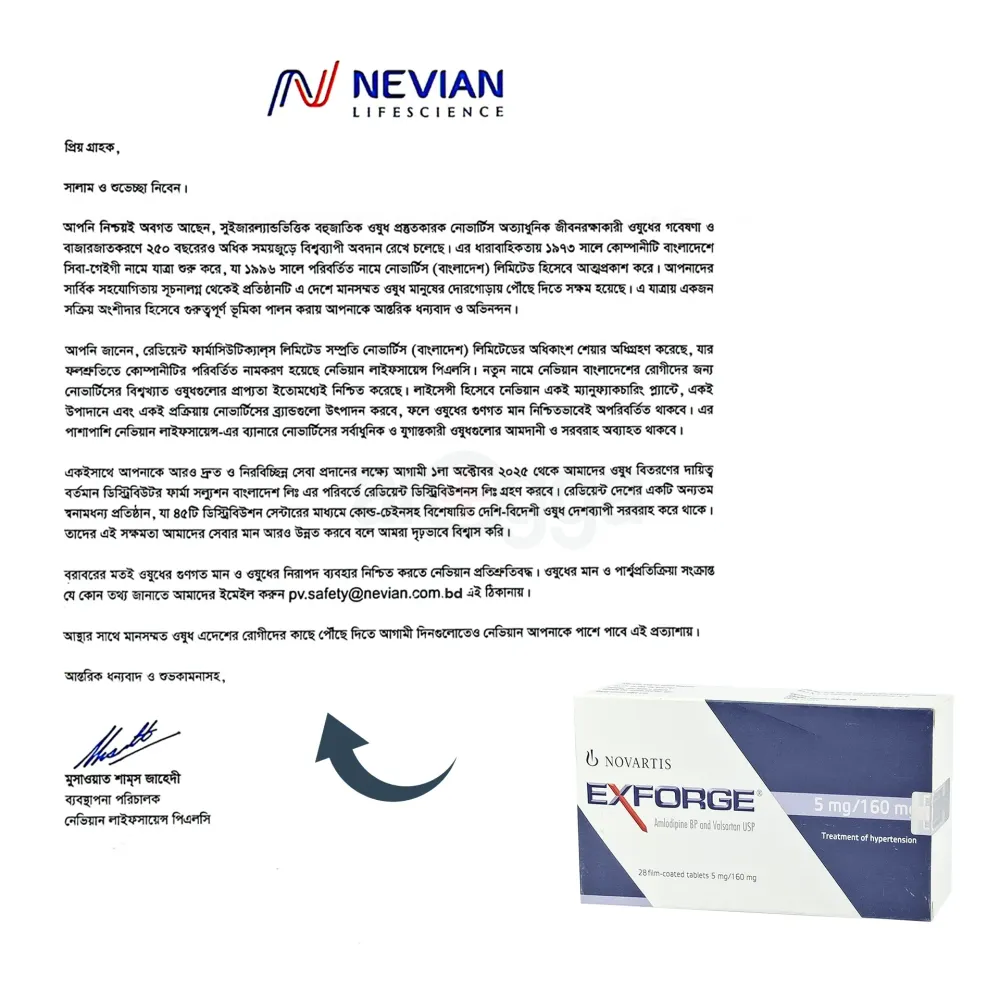 NEVIAN
LIFESCIENCE
প্রিয় গ্রাহক,
সালাম ও শুভেচ্ছা নিবেন।
আপনি নিশ্চয়ই অবগত আছেন, সুইজারল্যান্ডভিত্তিক বহুজাতিক ওষুধ প্রস্তুতকারক নোভার্টিস অত্যাধুনিক জীবনরক্ষাকারী ওষুধের গবেষণা ও
বাজারজাতকরণে ২৫০ বছরেরও অধিক সময়জুড়ে বিশ্বব্যাপী অবদান রেখে চলেছে। এর ধারাবাহিকতায় ১৯৭৩ সালে কোম্পানীটি বাংলাদেশে
সিবা-গেইগী নামে যাত্রা শুরু করে, যা ১৯৯৬ সালে পরিবর্তিত নামে নোভার্টিস (বাংলাদেশ) লিমিটেড হিসেবে আত্মপ্রকাশ করে। আপনাদের
সার্বিক সহযোগিতায় সূচনালগ্ন থেকেই প্রতিষ্ঠানটি এ দেশে মানসম্মত ওষুধ মানুষের দোরগোড়ায় পৌঁছে দিতে সক্ষম হয়েছে। এ যাত্রায় একজন
সক্রিয় অংশীদার হিসেবে গুরুত্বপূর্ণ ভূমিকা পালন করায় আপনাকে আন্তরিক ধন্যবাদ ও অভিনন্দন।
আপনি জানেন, রেডিয়েন্ট ফার্মাসিউটিক্যাল্‌স লিমিটেড সম্প্রতি নোভার্টিস (বাংলাদেশ) লিমিটেডের অধিকাংশ শেয়ার অধিগ্রহণ করেছে, যার
ফলশ্রুতিতে কোম্পানীটির পরিবর্তিত নামকরণ হয়েছে নেভিয়ান লাইফসায়েন্স পিএলসি। নতুন নামে নেভিয়ান বাংলাদেশের রোগীদের জন্য
নোভার্টিসের বিশ্বখ্যাত ওষুধগুলোর প্রাপ্যতা ইতোমধ্যেই নিশ্চিত করেছে। লাইসেন্সী হিসেবে নেভিয়ান একই ম্যানুফ্যাকচারিং প্ল্যান্টে, একই
উপাদানে এবং একই প্রক্রিয়ায় নোভার্টিসের ব্র্যান্ডগুলো উৎপাদন করবে, ফলে ওষুধের গুণগত মান নিশ্চিতভাবেই অপরিবর্তিত থাকবে। এর
পাশাপাশি নেভিয়ান লাইফসায়েন্স-এর ব্যানারে নোভার্টিসের সর্বাধুনিক ও যুগান্তকারী ওষুধগুলোর আমদানী ও সরবরাহ অব্যাহত থাকবে।
একইসাথে আপনাকে আরও দ্রুত ও নিরবিচ্ছিন্ন সেবা প্রদানের লক্ষ্যে আগামী ১লা অক্টোবর ২০২৫ থেকে আমাদের ওষুধ বিতরণের দায়িত্ব
বর্তমান ডিস্ট্রিবিউটর ফার্মা সল্যুশন বাংলাদেশ লিঃ এর পরিবর্তে রেডিয়েন্ট ডিস্ট্রিবিউশনস লিঃ গ্রহণ করবে। রেডিয়েন্ট দেশের একটি অন্যতম
স্বনামধন্য প্রতিষ্ঠান, যা ৪৫টি ডিস্ট্রিবিউশন সেন্টারের মাধ্যমে কোল্ড-চেইনসহ বিশেষায়িত দেশি-বিদেশী ওষুধ দেশব্যাপী সরবরাহ করে থাকে।
তাদের এই সক্ষমতা আমাদের সেবার মান আরও উন্নত করবে বলে আমরা দৃঢ়ভাবে বিশ্বাস করি।
বরাবরের মতই ওষুধের গুণগত মান ও ওষুধের নিরাপদ ব্যবহার নিশ্চিত করতে নেভিয়ান প্রতিশ্রুতিবদ্ধ। ওষুধের মান ও পার্শ্বপ্রতিক্রিয়া সংক্রান্ত
যে কোন তথ্য জানাতে আমাদের ইমেইল করুন pv.safety@nevian.com.bd এই ঠিকানায়।
আস্থার সাথে মানসম্মত ওষুধ এদেশের রোগীদের কাছে পৌঁছে দিতে আগামী দিনগুলোতেও নেভিয়ান আপনাকে পাশে পাবে এই প্রত্যাশায়।
আন্তরিক ধন্যবাদ ও শুভকামনাসহ,
মুসাওয়াত শাম্‌স জাহেদী
ব্যবস্থাপনা পরিচালক
নেভিয়ান লাইফসায়েন্স পিএলসি
NOVARTIS
EXFORGE®
Amlodipine BP and Valsartan USP
5 mg/160 mg
Treatment of hypertension
28 film-coated tablets 5 mg/160 mg